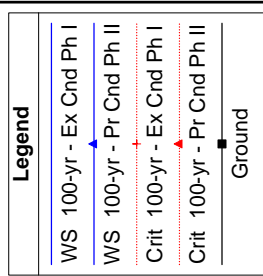 Legend
WS 100-yr - Ex Cnd Ph I
WS 100-yr - Pr Cnd Ph II
Crit 100-yr - Ex Cnd Ph I
Crit 100-yr - Pr Cnd Ph II
Ground